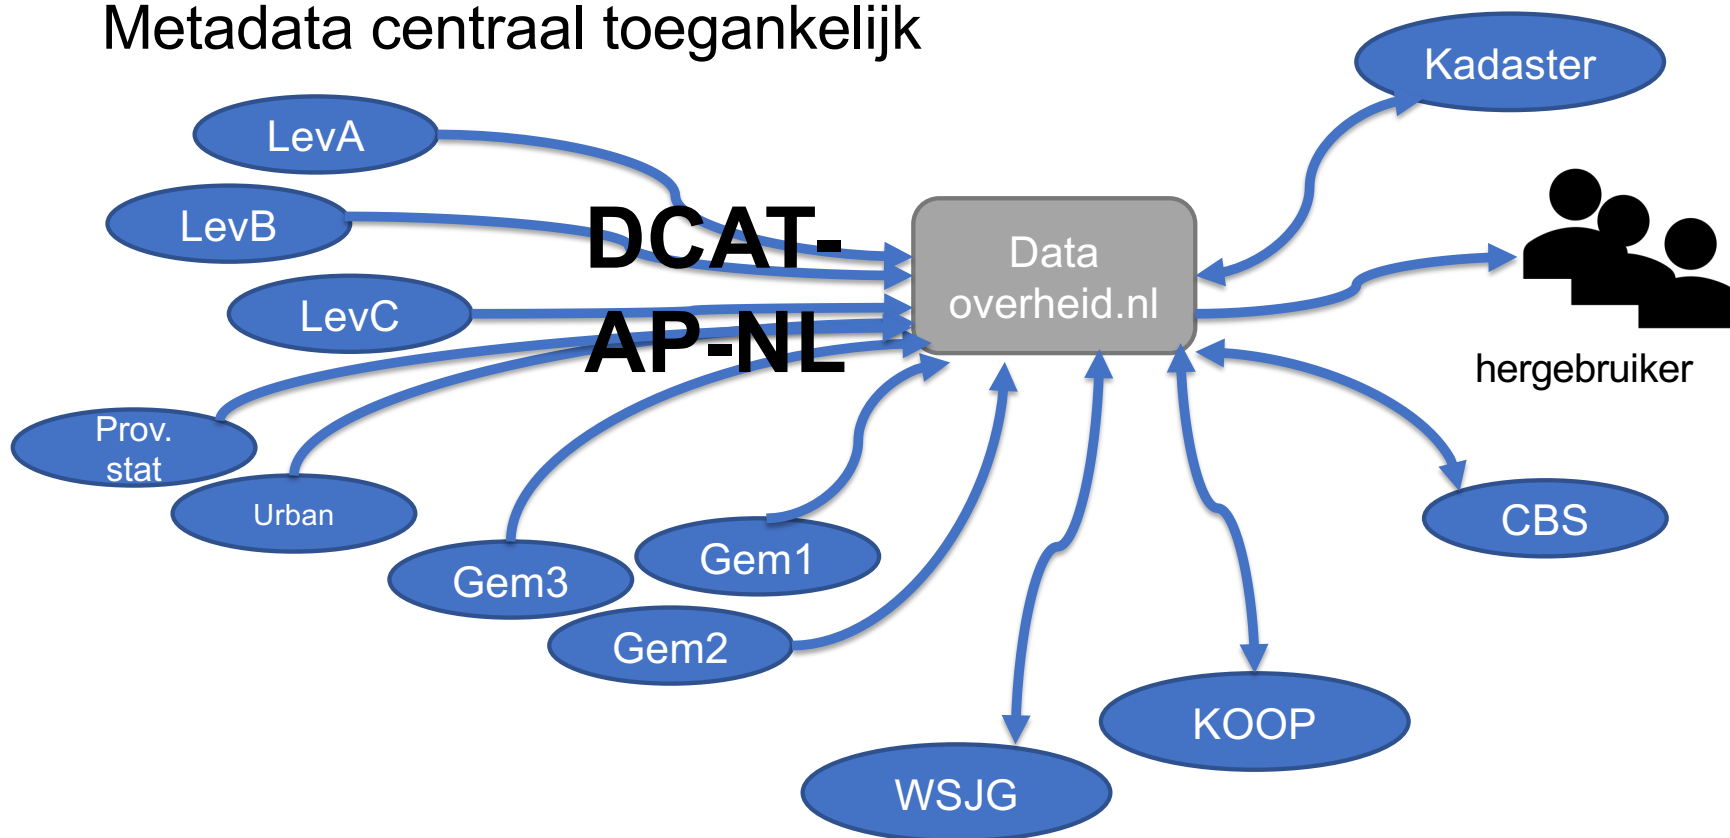 Metadata centraal toegankelijk
Kadaster
LevA
LevB
DCAT-
AP-NL
Data
overheid.nl
LevC
hergebruiker
Prov.
stat
Urban
CBS
Gem1
Gem3
Gem2
KOOP
WSJG